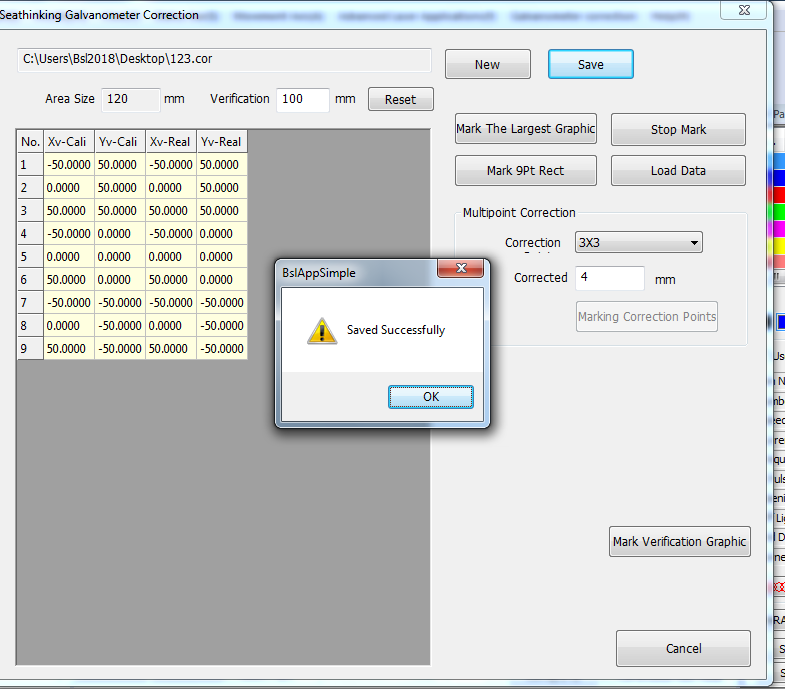 Seathinking Galvanometer Correction
C:\Users\Bsl2018\Desktop\123.cor
New
Save
Area Size 120 mm Verification 100 mm Reset
No. Xv-Cali Yv-Cali Xv-Real Yv-Real
1 -50.0000 50.0000 -50.0000 50.0000
2 0.0000 50.0000 0.0000 50.0000
3 50.0000 50.0000 50.0000 50.0000
4 -50.0000 0.0000 -50.0000 0.0000
5 0.0000 0.0000 0.0000 0.0000
6 50.0000 0.0000 50.0000 0.0000
7 -50.0000 -50.0000 -50.0000 -50.0000
8 0.0000 -50.0000 0.0000 -50.0000
9 50.0000 -50.0000 50.0000 -50.0000
Mark The Largest Graphic
Stop Mark
Mark 9Pt Rect
Load Data
Multipoint Correction
Correction 3X3
Corrected 4 mm
Marking Correction Points
BslAppSimple
Saved Successfully
OK
Mark Verification Graphic
Cancel